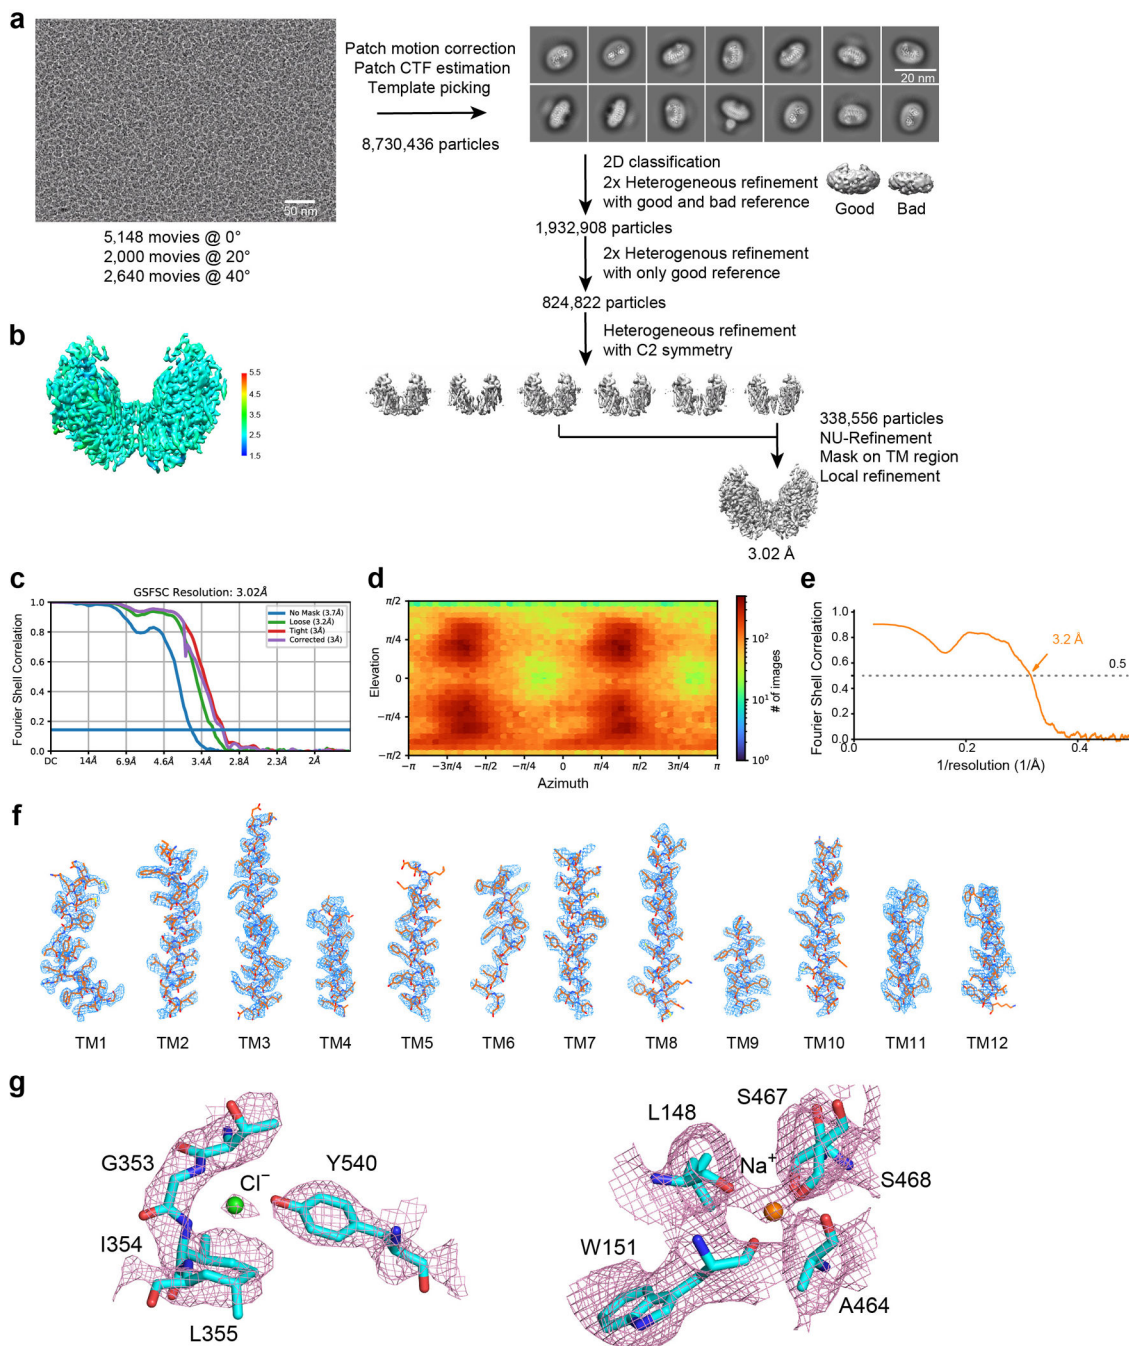 a
50 nm
5,148 movies @ 0°
2,000 movies @ 20°
2,640 movies @ 40°
Patch motion correction
Patch CTF estimation
Template picking
8,730,436 particles
20 nm
2D classification
2x Heterogeneous refinement
with good and bad reference
Good
Bad
1,932,908 particles
2x Heterogenous refinement
with only good reference
824,822 particles
Heterogeneous refinement
with C2 symmetry
338,556 particles
NU-Refinement
Mask on TM region
Local refinement
3.02 Å
b
5.5
4.5
3.5
2.5
1.5
c
GSFSC Resolution: 3.02Å
Fourier Shell Correlation
1.0
0.8
0.6
0.4
0.2
0.0
No Mask (3.7Å)
Loose (3.2Å)
Tight (3Å)
Corrected (3Å)
DC
14Å
6.9Å
4.6Å
3.4Å
2.8Å
2.3Å
2Å
d
Elevation
π/2
π/4
0
−π/4
−π/2
−π
−3π/4
−π/2
−π/4
0
π/4
π/2
3π/4
π
Azimuth
10²
10¹
10⁰
# of images
e
Fourier Shell Correlation
1.0
0.8
0.6
0.4
0.2
0.0
3.2 Å
0.5
0.0
0.2
0.4
1/resolution (1/Å)
f
TM1
TM2
TM3
TM4
TM5
TM6
TM7
TM8
TM9
TM10
TM11
TM12
g
G353
Cl⁻
Y540
I354
L355
L148
S467
Na⁺
S468
W151
A464